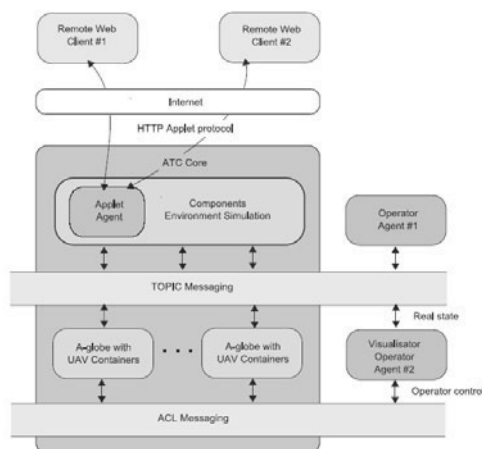 Remote Web
Client #1
Remote Web
Client #2
Internet
HTTP Applet protocol
ATC Core
Applet
Agent
Components
Environment Simulation
Operator
Agent #1
TOPIC Messaging
Real state
A-globe with
UAV Containers
• • •
A-globe with
UAV Containers
Visualisator
Operator
Agent #2
Operator control
ACL Messaging